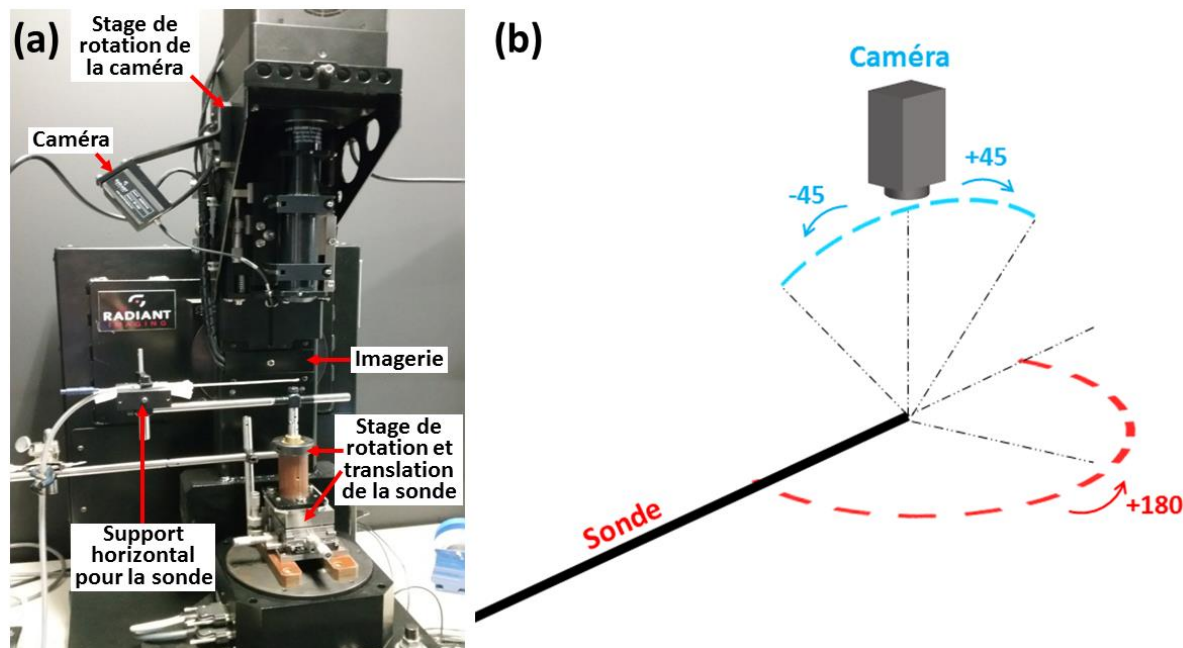 (a)
Stage de
rotation de
la caméra
Caméra
RADIANT
IMAGING
Imagerie
Stage de
rotation et
translation
de la sonde
Support
horizontal
pour la sonde
(b)
Caméra
+45
-45
Sonde
+180